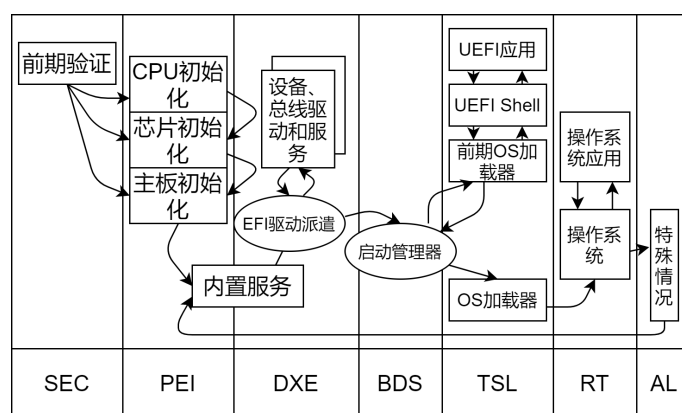 前期验证
CPU初始
化
芯片初始
化
主板初始
化
设备、
总线驱
动和服
务
EFI驱动派遣
内置服务
启动管理器
UEFI应用
UEFI Shell
前期OS加
载器
OS加载器
操作系
统应用
操作系
统
特
殊
情
况
SEC
PEI
DXE
BDS
TSL
RT
AL